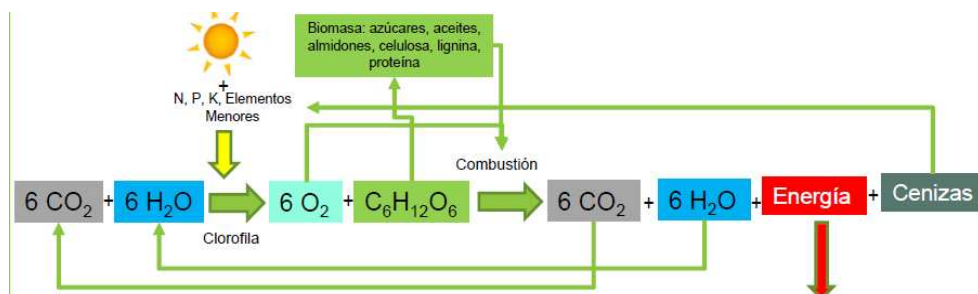 Biomasa: azúcares, aceites,
almidones, celulosa, lignina,
proteína
+
N, P, K, Elementos
Menores
Combustión
6 CO₂ + 6 H₂O 6 O₂ + C₆H₁₂O₆ 6 CO₂ + 6 H₂O + Energía + Cenizas
Clorofila